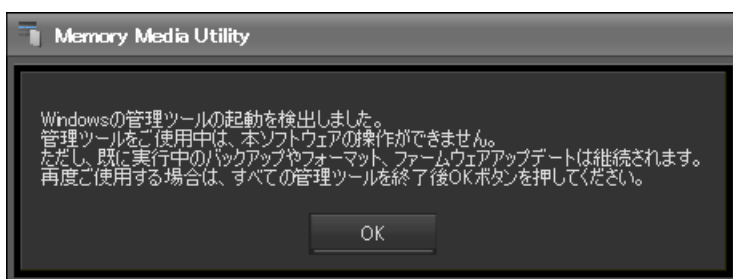 Memory Media Utility
Windowsの管理ツールの起動を検出しました。
管理ツールをご使用中は、本ソフトウェアの操作ができません。
ただし、既に実行中のバックアップやフォーマット、ファームウェアアップデートは継続されます。
再度ご使用する場合は、すべての管理ツールを終了後OKボタンを押してください。
OK